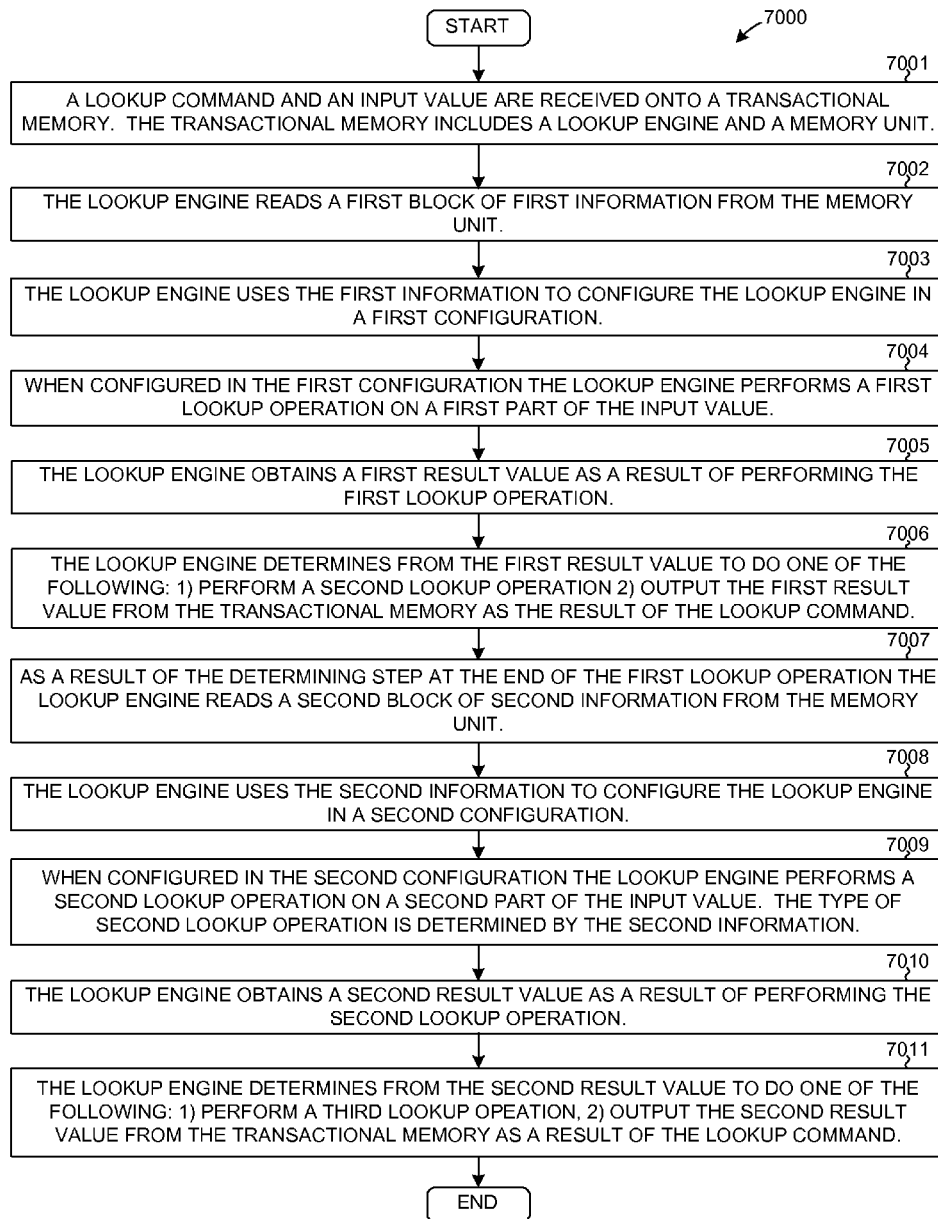 START
7000
7001
A LOOKUP COMMAND AND AN INPUT VALUE ARE RECEIVED ONTO A TRANSACTIONAL
MEMORY. THE TRANSACTIONAL MEMORY INCLUDES A LOOKUP ENGINE AND A MEMORY UNIT.
7002
THE LOOKUP ENGINE READS A FIRST BLOCK OF FIRST INFORMATION FROM THE MEMORY
UNIT.
7003
THE LOOKUP ENGINE USES THE FIRST INFORMATION TO CONFIGURE THE LOOKUP ENGINE IN
A FIRST CONFIGURATION.
7004
WHEN CONFIGURED IN THE FIRST CONFIGURATION THE LOOKUP ENGINE PERFORMS A FIRST
LOOKUP OPERATION ON A FIRST PART OF THE INPUT VALUE.
7005
THE LOOKUP ENGINE OBTAINS A FIRST RESULT VALUE AS A RESULT OF PERFORMING THE
FIRST LOOKUP OPERATION.
7006
THE LOOKUP ENGINE DETERMINES FROM THE FIRST RESULT VALUE TO DO ONE OF THE
FOLLOWING: 1) PERFORM A SECOND LOOKUP OPERATION 2) OUTPUT THE FIRST RESULT
VALUE FROM THE TRANSACTIONAL MEMORY AS THE RESULT OF THE LOOKUP COMMAND.
7007
AS A RESULT OF THE DETERMINING STEP AT THE END OF THE FIRST LOOKUP OPERATION THE
LOOKUP ENGINE READS A SECOND BLOCK OF SECOND INFORMATION FROM THE MEMORY
UNIT.
7008
THE LOOKUP ENGINE USES THE SECOND INFORMATION TO CONFIGURE THE LOOKUP ENGINE
IN A SECOND CONFIGURATION.
7009
WHEN CONFIGURED IN THE SECOND CONFIGURATION THE LOOKUP ENGINE PERFORMS A
SECOND LOOKUP OPERATION ON A SECOND PART OF THE INPUT VALUE. THE TYPE OF
SECOND LOOKUP OPERATION IS DETERMINED BY THE SECOND INFORMATION.
7010
THE LOOKUP ENGINE OBTAINS A SECOND RESULT VALUE AS A RESULT OF PERFORMING THE
SECOND LOOKUP OPERATION.
7011
THE LOOKUP ENGINE DETERMINES FROM THE SECOND RESULT VALUE TO DO ONE OF THE
FOLLOWING: 1) PERFORM A THIRD LOOKUP OPEATION, 2) OUTPUT THE SECOND RESULT
VALUE FROM THE TRANSACTIONAL MEMORY AS A RESULT OF THE LOOKUP COMMAND.
END